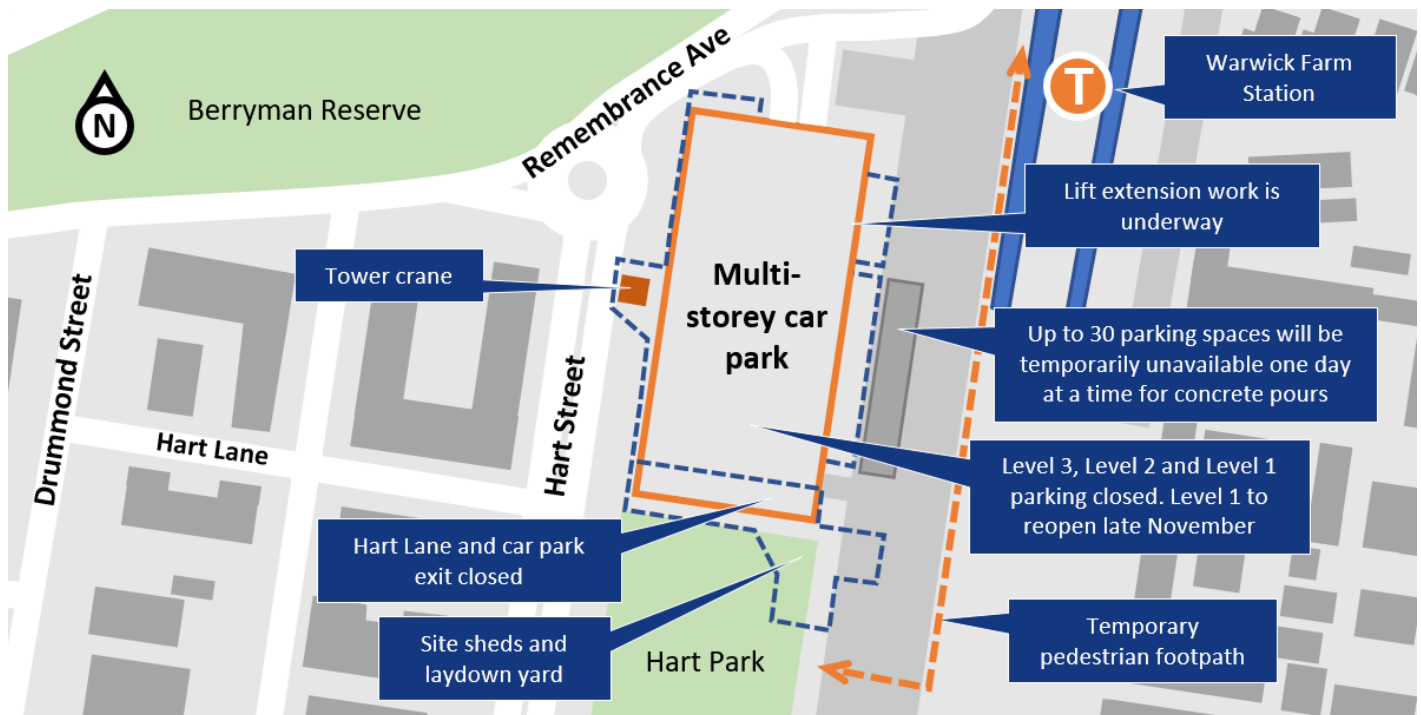 Berryman Reserve
N
Remembrance Ave
T
Warwick Farm
Station
Lift extension work is
underway
Tower crane
Multi-
storey car
park
Up to 30 parking spaces will be
temporarily unavailable one day
at a time for concrete pours
Drummond Street
Hart Lane
Hart Street
Level 3, Level 2 and Level 1
parking closed. Level 1 to
reopen late November
Hart Lane and car park
exit closed
Site sheds and
laydown yard
Hart Park
Temporary
pedestrian footpath